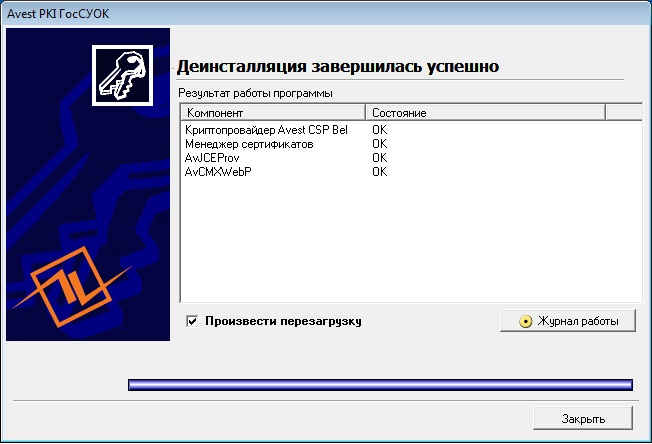 Avest PKI ГосСУОК
Деинсталляция завершилась успешно
Результат работы программы
Компонент Состояние
Криптопровайдер Avest CSP Bel OK
Менеджер сертификатов OK
AvJCEProv OK
AvCMXWebP OK
Произвести перезагрузку
Журнал работы
Закрыть